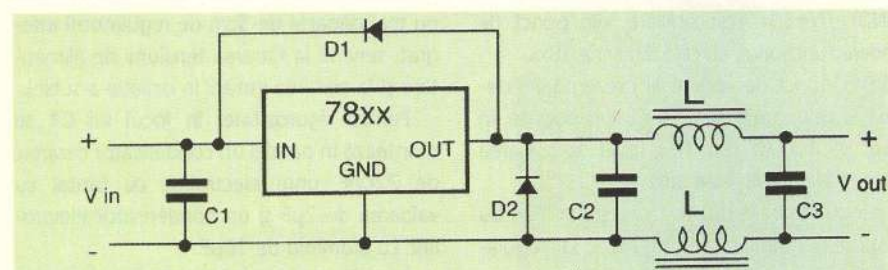 D1
78xx
IN OUT
GND
+
V in
-
C1
D2
C2
L
L
C3
+
V out
-